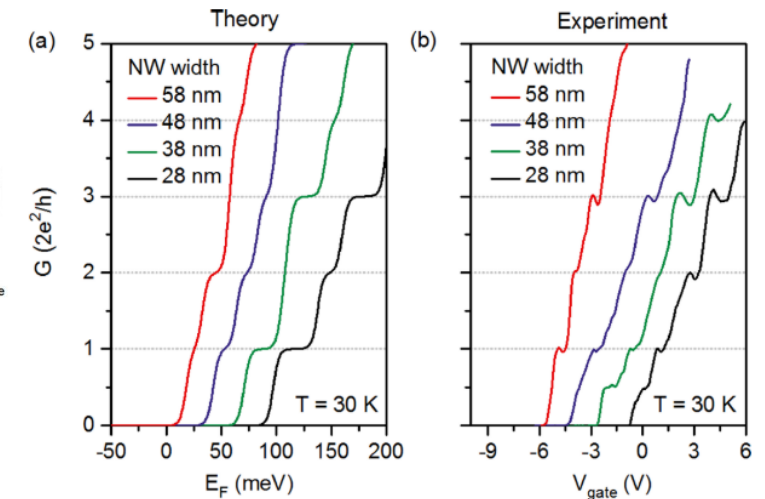 Theory
Experiment
(a)
(b)
NW width
58 nm
48 nm
38 nm
28 nm
T = 30 K
G (2e²/h)
5
4
3
2
1
0
-50
0
50
100
150
200
E_F (meV)
e
NW width
58 nm
48 nm
38 nm
28 nm
T = 30 K
-9
-6
-3
0
3
6
V_gate (V)